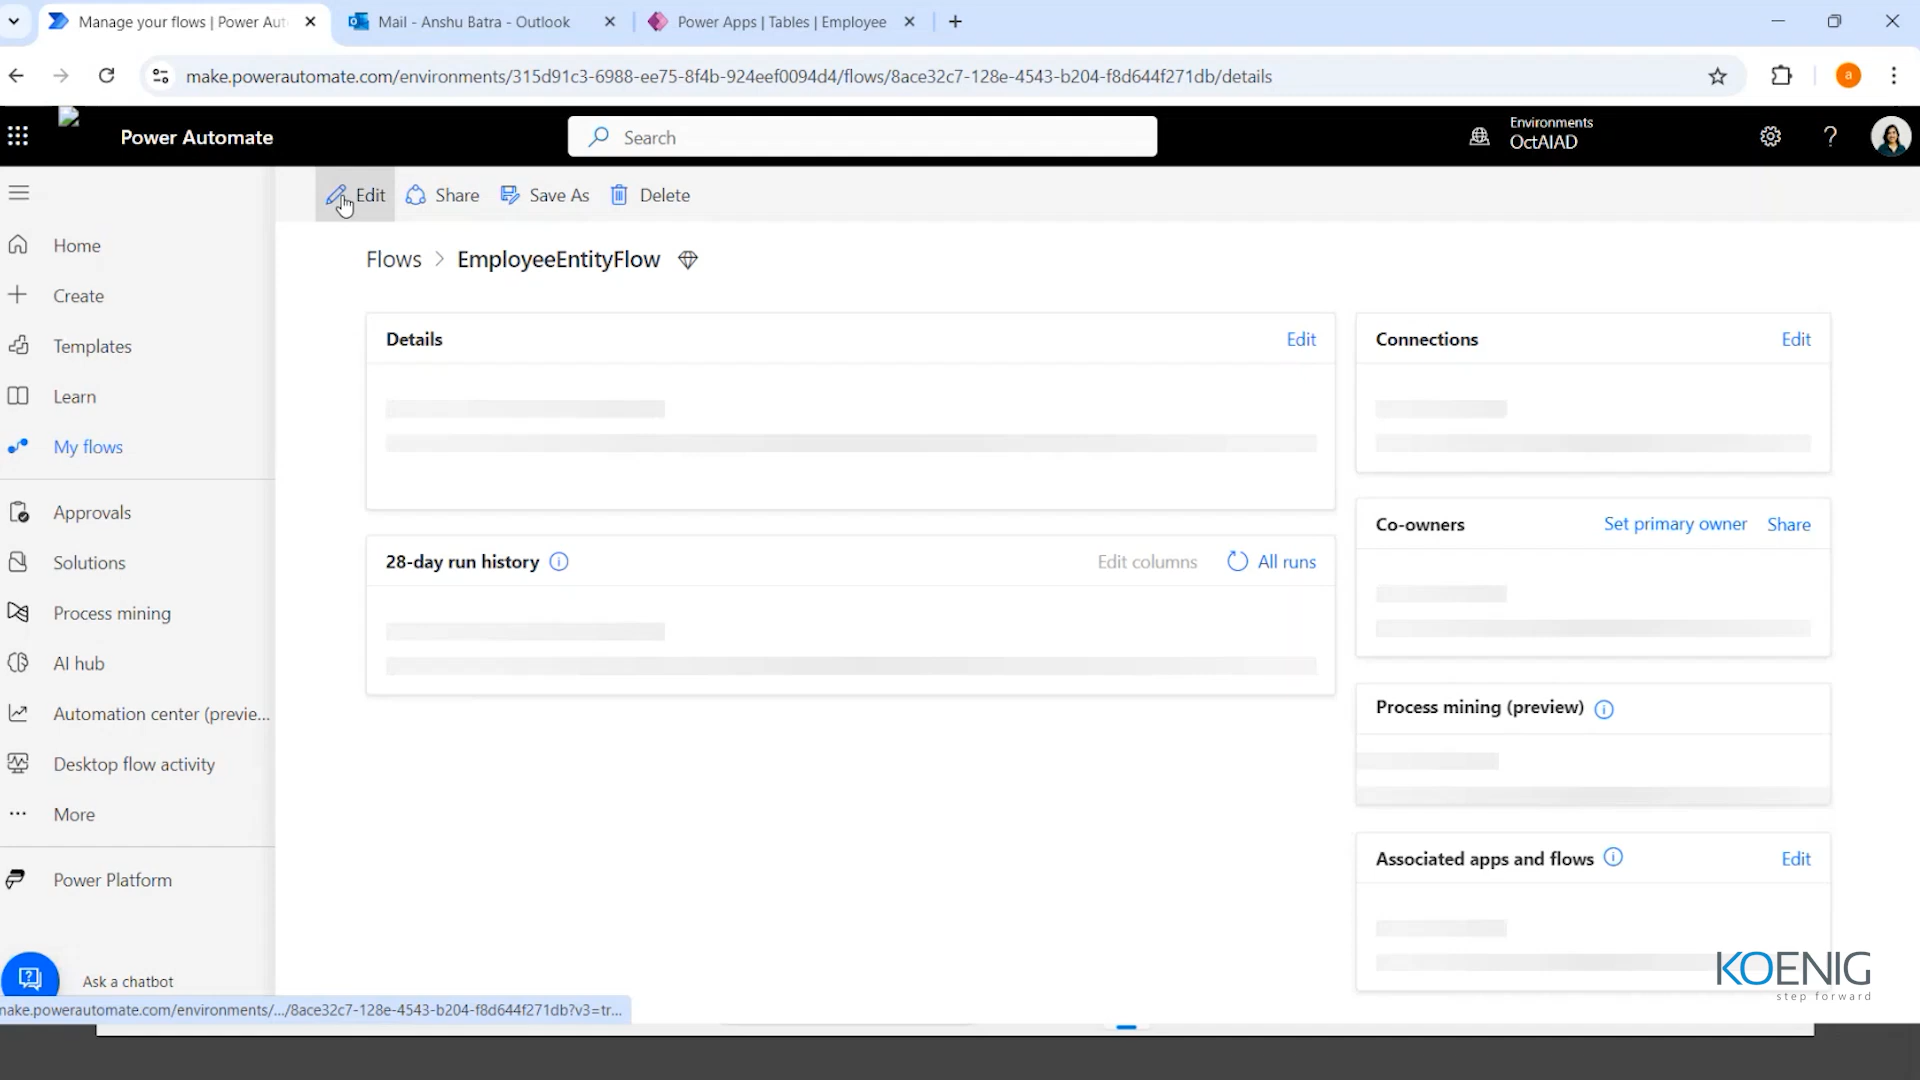 Manage your flows | Power Aut
Mail - Anshu Batra - Outlook
Power Apps | Tables | Employee
make.powerautomate.com/environments/315d91c3-6988-ee75-8f4b-924eef0094d4/flows/8ace32c7-128e-4543-b204-f8d644f271db/details
a
Power Automate
Search
Environments
OctAIAD
Edit
Share
Save As
Delete
Home
Create
Templates
Learn
My flows
Approvals
Solutions
Process mining
AI hub
Automation center (previe...
Desktop flow activity
More
Power Platform
Ask a chatbot
Flows > EmployeeEntityFlow
Details
Edit
28-day run history
Edit columns
All runs
Connections
Edit
Co-owners
Set primary owner
Share
Process mining (preview)
Associated apps and flows
Edit
KOENIG
step forward
make.powerautomate.com/environments/.../8ace32c7-128e-4543-b204-f8d644f271db?v3=tr...